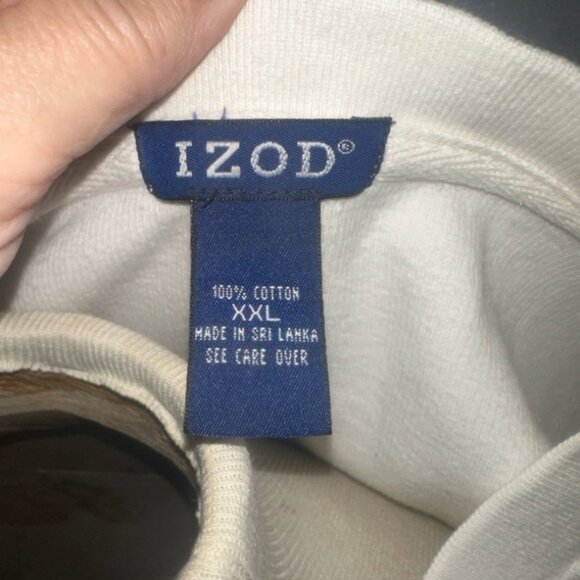 IZOD®
100% COTTON
XXL
MADE IN SRI LANKA
SEE CARE OVER